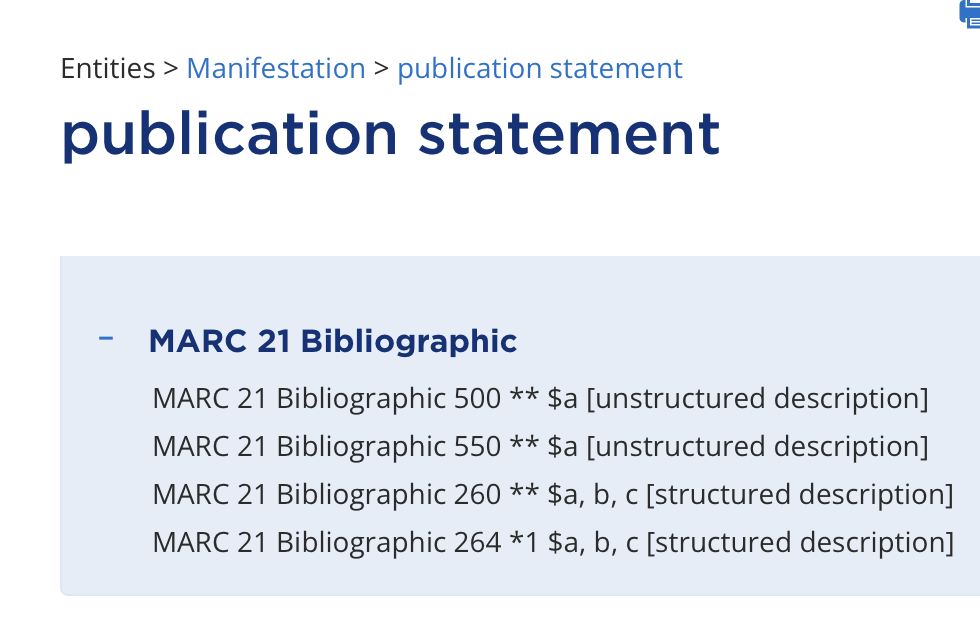 Entities > Manifestation > publication statement
publication statement
– MARC 21 Bibliographic
MARC 21 Bibliographic 500 ** $a [unstructured description]
MARC 21 Bibliographic 550 ** $a [unstructured description]
MARC 21 Bibliographic 260 ** $a, b, c [structured description]
MARC 21 Bibliographic 264 *1 $a, b, c [structured description]